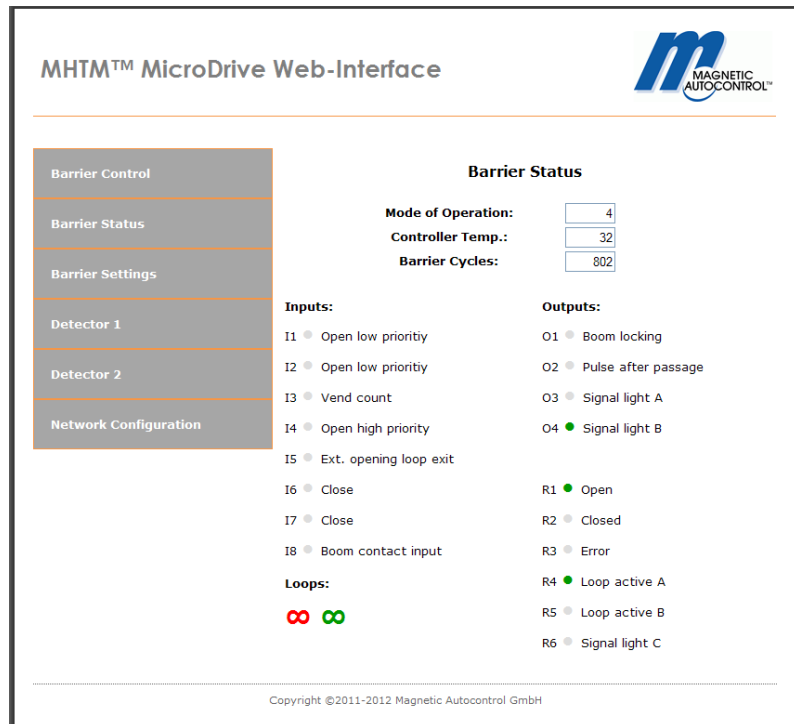 MHTM™ MicroDrive Web-Interface
MAGNETIC
AUTOCONTROL™
Barrier Control
Barrier Status
Barrier Settings
Detector 1
Detector 2
Network Configuration
Barrier Status
Mode of Operation: 4
Controller Temp.: 32
Barrier Cycles: 802
Inputs:
I1 Open low prioritiy
I2 Open low prioritiy
I3 Vend count
I4 Open high priority
I5 Ext. opening loop exit
I6 Close
I7 Close
I8 Boom contact input
Loops:
Outputs:
O1 Boom locking
O2 Pulse after passage
O3 Signal light A
O4 Signal light B
R1 Open
R2 Closed
R3 Error
R4 Loop active A
R5 Loop active B
R6 Signal light C
Copyright ©2011-2012 Magnetic Autocontrol GmbH